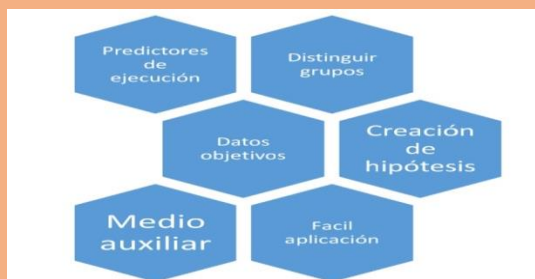 Predictores
de
ejecución
Distinguir
grupos
Datos
objetivos
Creación
de
hipótesis
Medio
auxiliar
Facil
aplicación